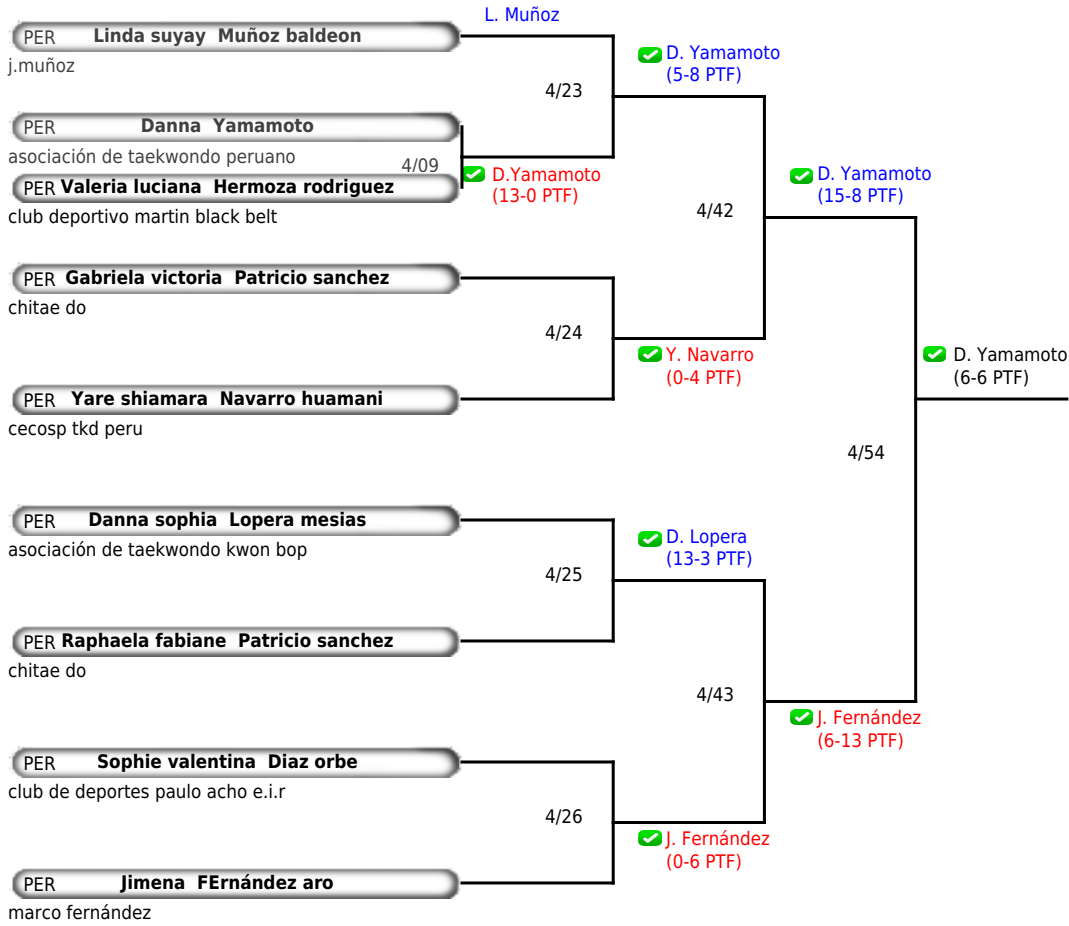 L. Muñoz
PER Linda suyay Muñoz baldeon
j.muñoz
D. Yamamoto
(5-8 PTF)
4/23
PER Danna Yamamoto
asociación de taekwondo peruano
4/09
D.Yamamoto
(13-0 PTF)
PER Valeria luciana Hermoza rodriguez
club deportivo martin black belt
D. Yamamoto
(15-8 PTF)
4/42
PER Gabriela victoria Patricio sanchez
chitae do
4/24
Y. Navarro
(0-4 PTF)
D. Yamamoto
(6-6 PTF)
PER Yare shiamara Navarro huamani
cecosp tkd peru
4/54
PER Danna sophia Lopera mesias
asociación de taekwondo kwon bop
D. Lopera
(13-3 PTF)
4/25
PER Raphaela fabiane Patricio sanchez
chitae do
4/43
J. Fernández
(6-13 PTF)
PER Sophie valentina Diaz orbe
club de deportes paulo acho e.i.r
4/26
J. Fernández
(0-6 PTF)
PER Jimena FErnández aro
marco fernández